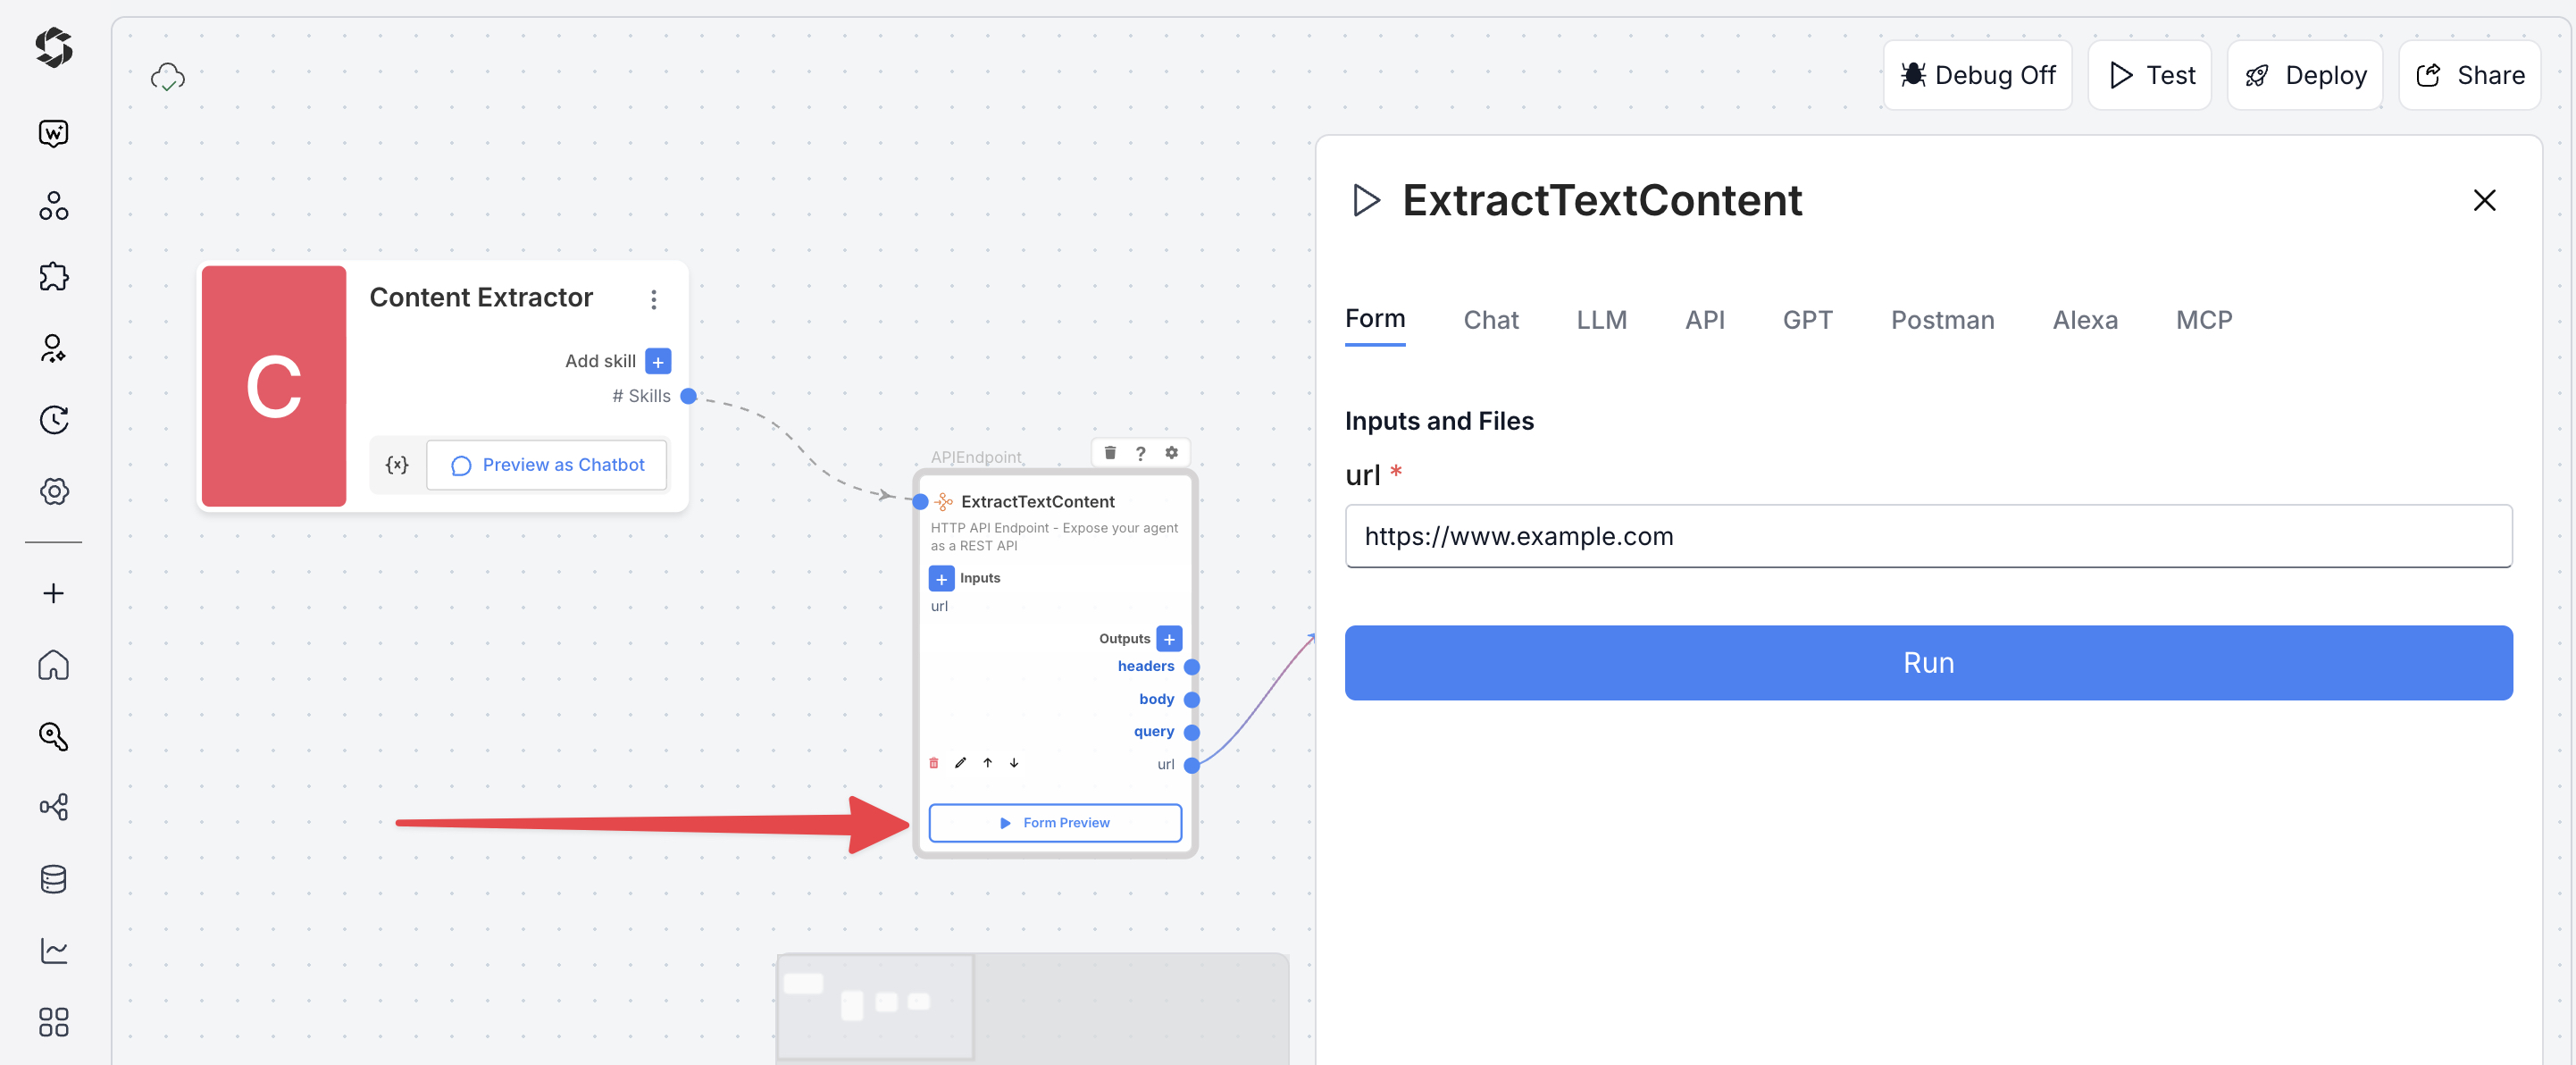 Debug Off
Test
Deploy
Share
W
Content Extractor
C
Add skill
# Skills
{x}
Preview as Chatbot
APIEndpoint
?
ExtractTextContent
HTTP API Endpoint - Expose your agent
as a REST API
Inputs
url
Outputs
headers
body
query
url
Form Preview
ExtractTextContent
Form Chat LLM API GPT Postman Alexa MCP
Inputs and Files
url *
https://www.example.com
Run